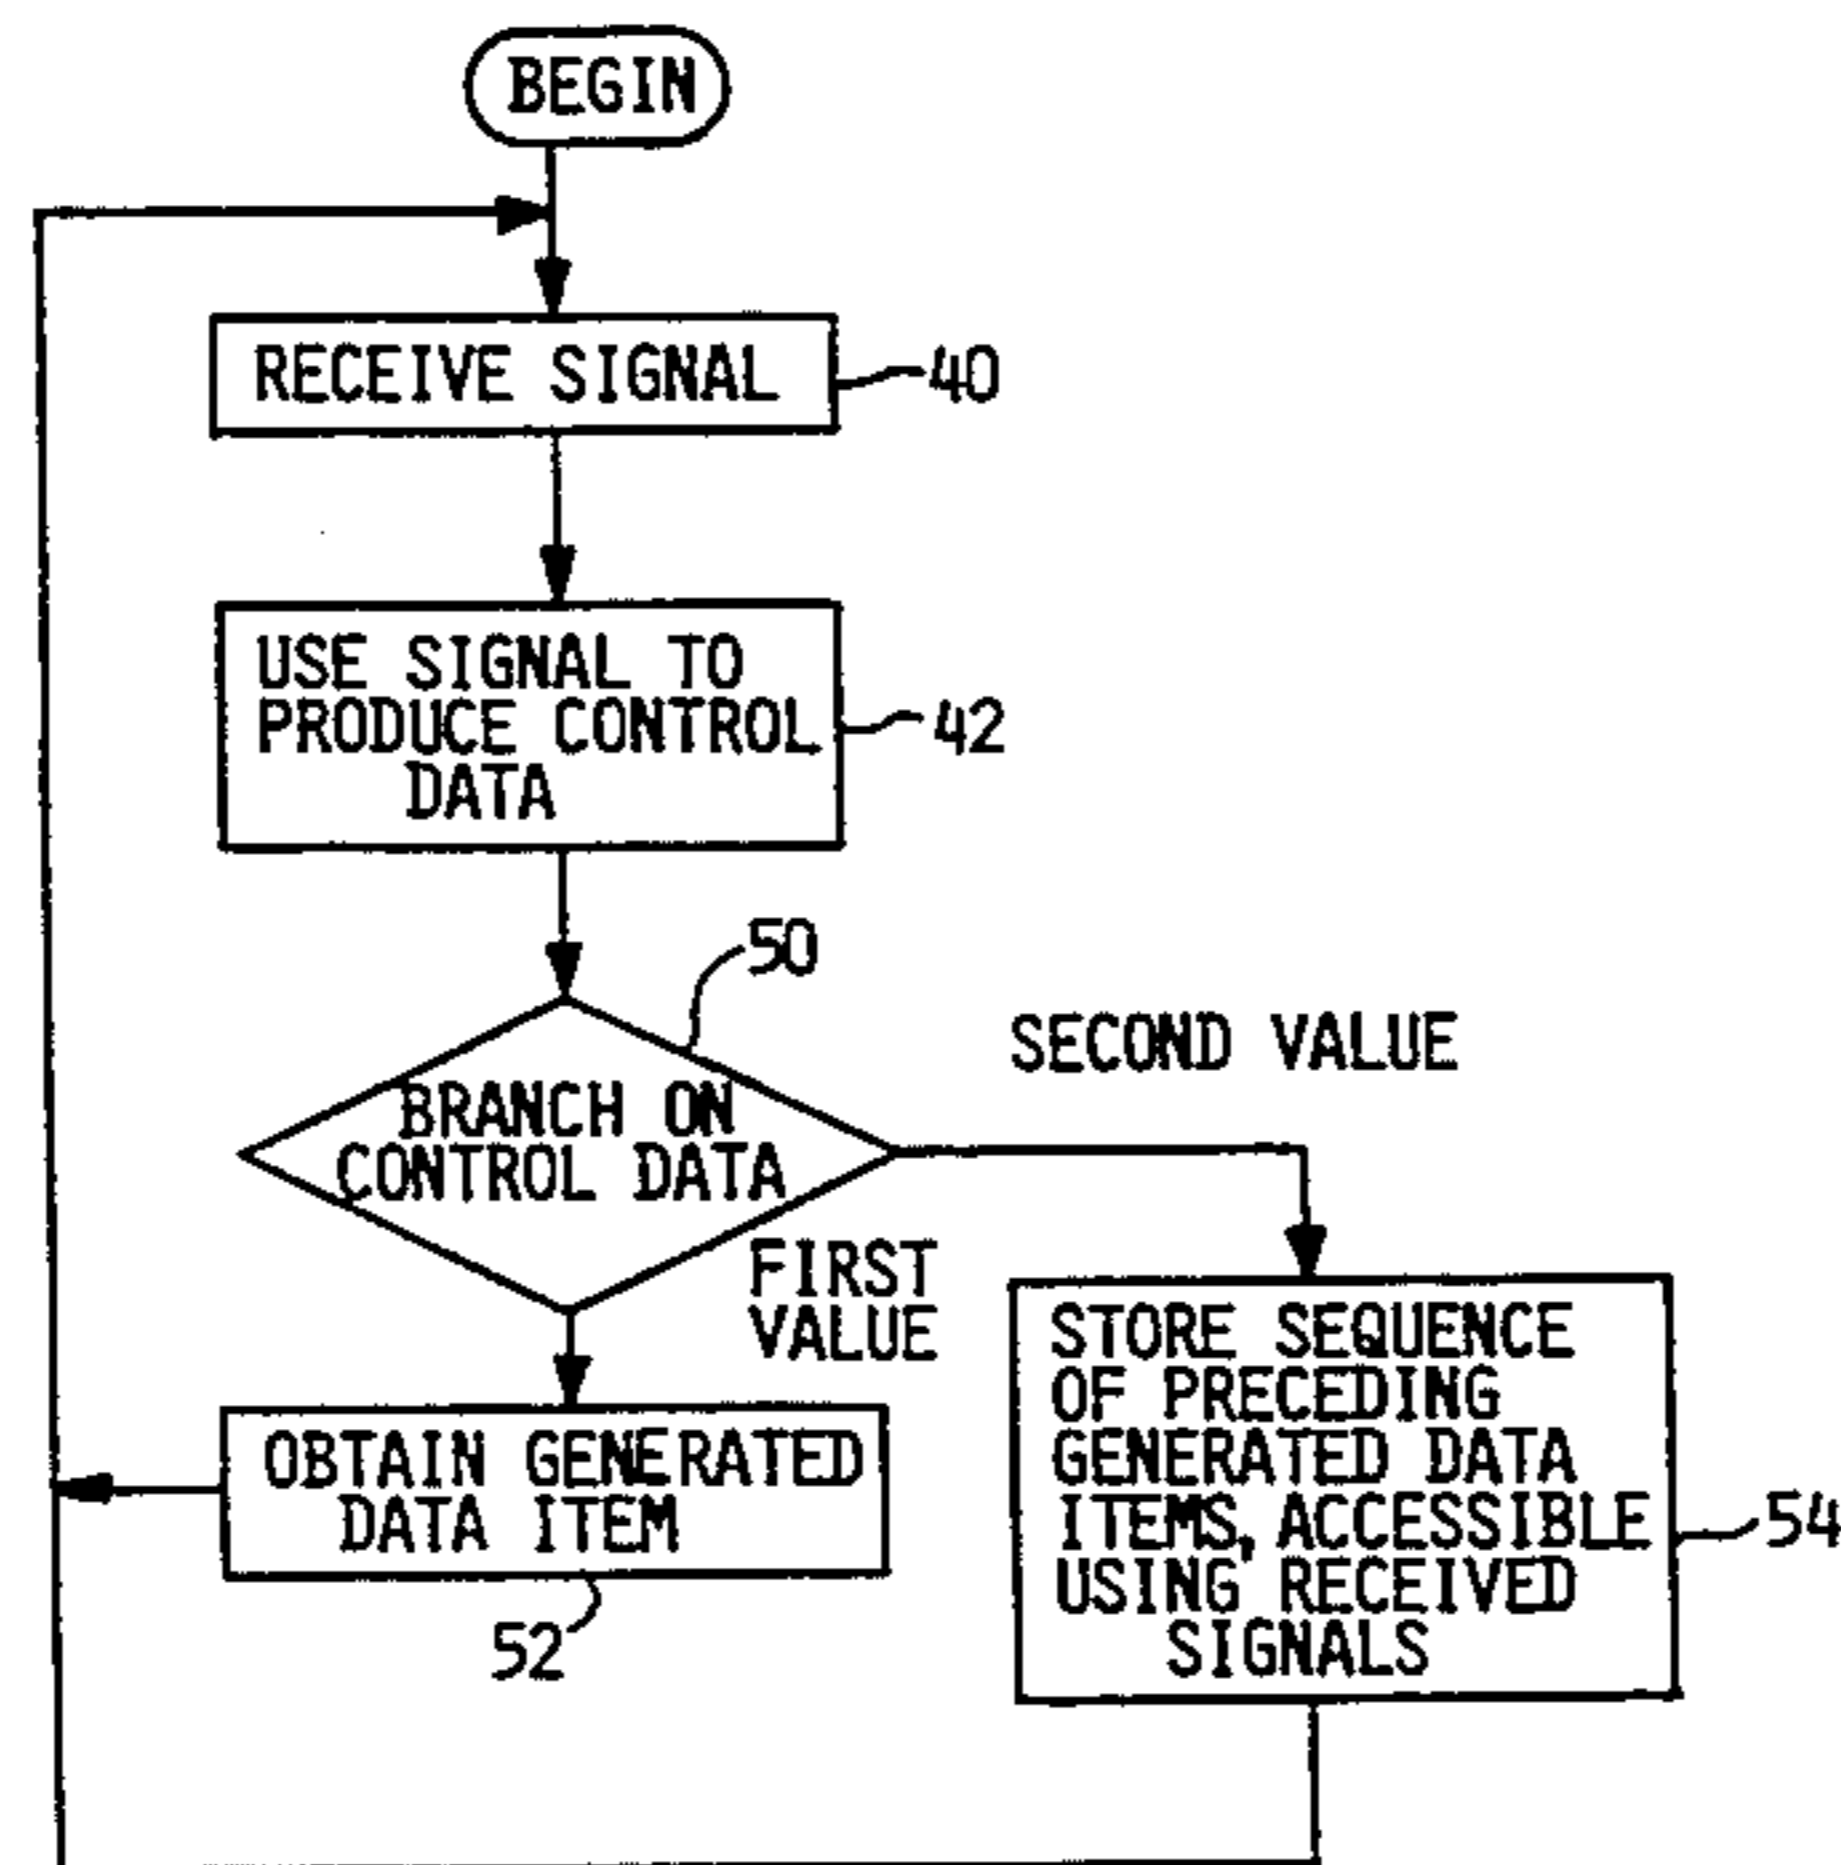 BEGIN
RECEIVE SIGNAL
40
USE SIGNAL TO
PRODUCE CONTROL
DATA
42
50
BRANCH ON
CONTROL DATA
SECOND VALUE
FIRST
VALUE
OBTAIN GENERATED
DATA ITEM
52
STORE SEQUENCE
OF PRECEDING
GENERATED DATA
ITEMS, ACCESSIBLE
USING RECEIVED
SIGNALS
54